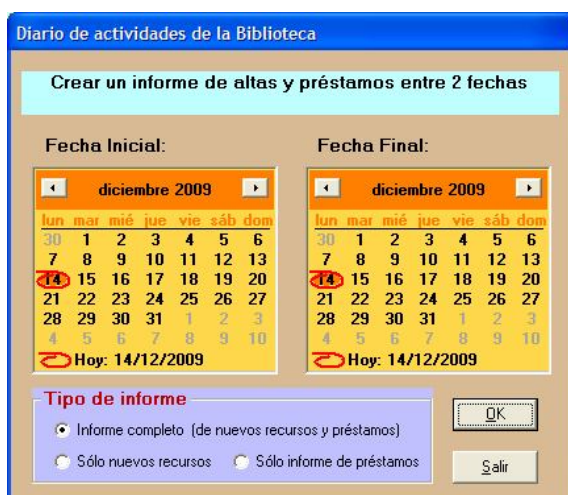 Diario de actividades de la Biblioteca
Crear un informe de altas y préstamos entre 2 fechas
Fecha Inicial:
diciembre 2009
lun mar mié jue vie sáb dom
30 1 2 3 4 5 6
7 8 9 10 11 12 13
14 15 16 17 18 19 20
21 22 23 24 25 26 27
28 29 30 31 1 2 3
4 5 6 7 8 9 10
Hoy: 14/12/2009
Fecha Final:
diciembre 2009
lun mar mié jue vie sáb dom
30 1 2 3 4 5 6
7 8 9 10 11 12 13
14 15 16 17 18 19 20
21 22 23 24 25 26 27
28 29 30 31 1 2 3
4 5 6 7 8 9 10
Hoy: 14/12/2009
Tipo de informe
Informe completo (de nuevos recursos y préstamos)
Sólo nuevos recursos
Sólo informe de préstamos
OK
Salir